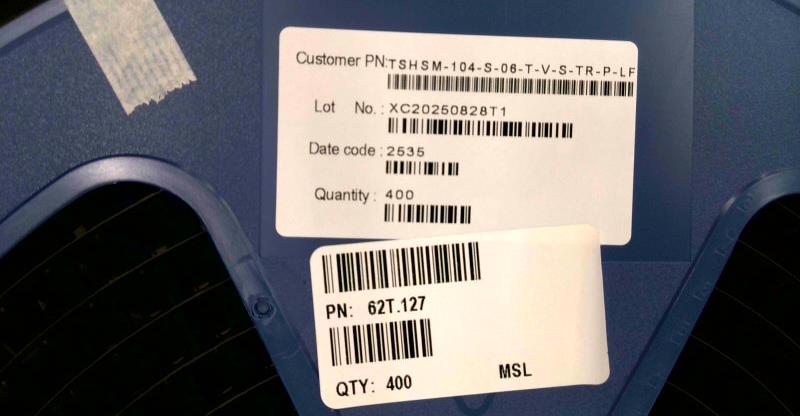 Customer PN:TSHSM-104-S-06-T-V-S-TR-P-LF
Lot No.: XC20250828T1
Date code : 2535
Quantity : 400
PN: 62T.127
QTY: 400 MSL